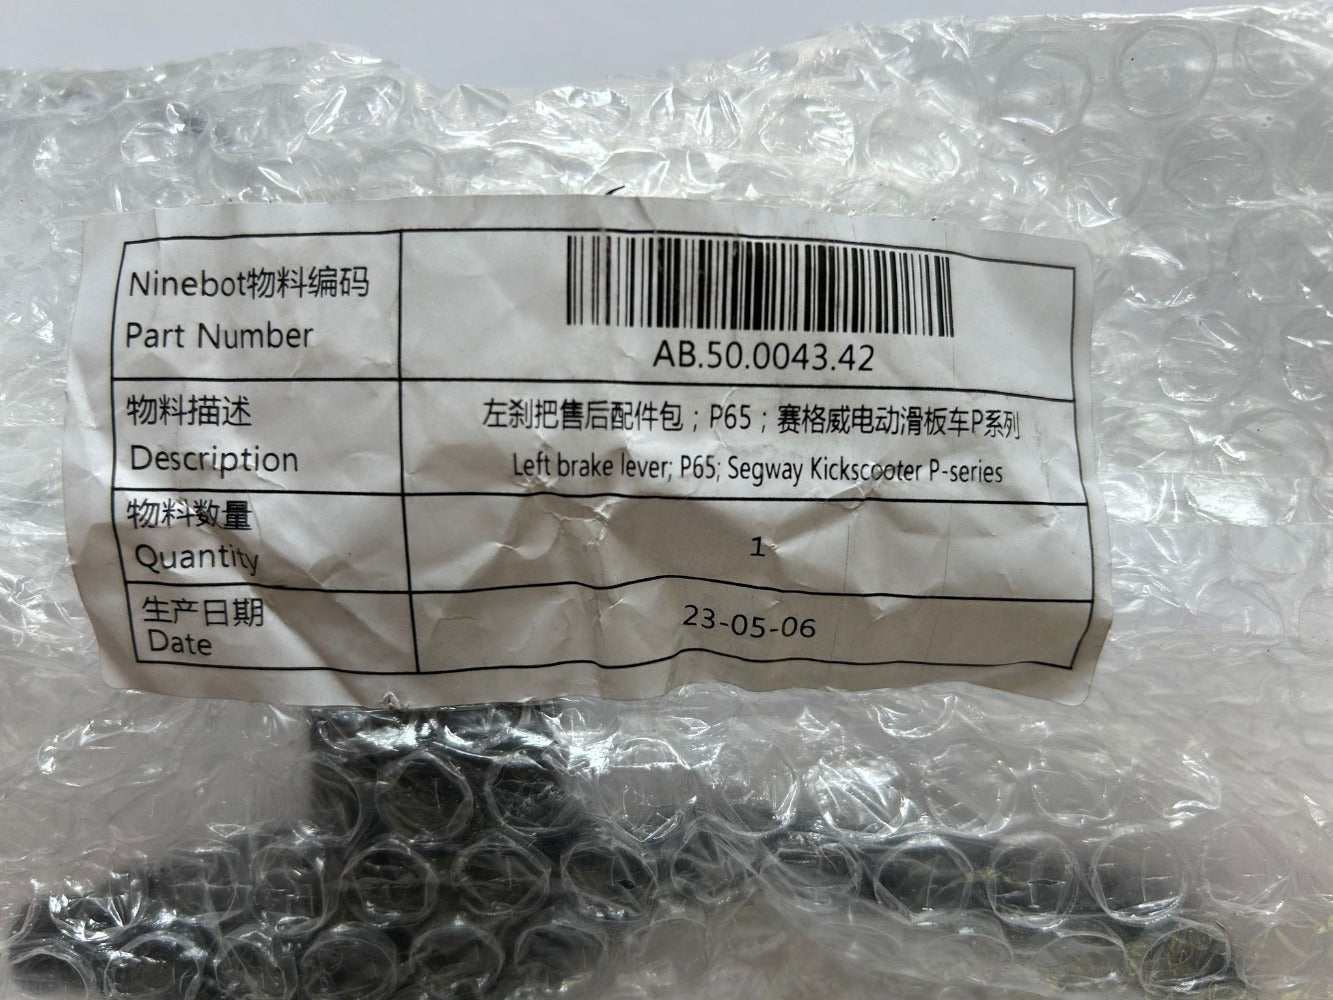 Ninebot物料编码
Part Number
AB.50.0043.42
物料描述
Description
左刹把售后配件包；P65；赛格威电动滑板车P系列
Left brake lever; P65; Segway Kickscooter P-series
物料数量
Quantity
1
生产日期
Date
23-05-06